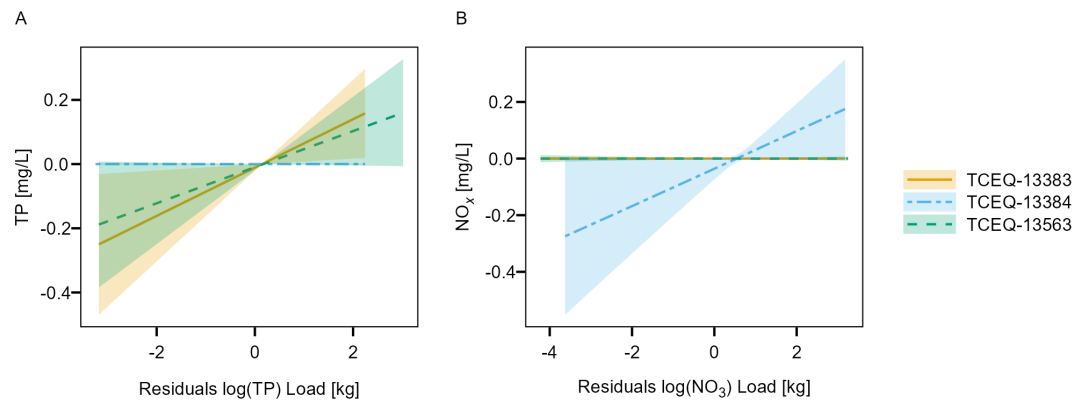 A
B
TP [mg/L]
0.2
0.0
-0.2
-0.4
-2
0
2
Residuals log(TP) Load [kg]
NOx [mg/L]
0.2
0.0
-0.2
-0.4
-4
-2
0
2
Residuals log(NO3) Load [kg]
TCEQ-13383
TCEQ-13384
TCEQ-13563